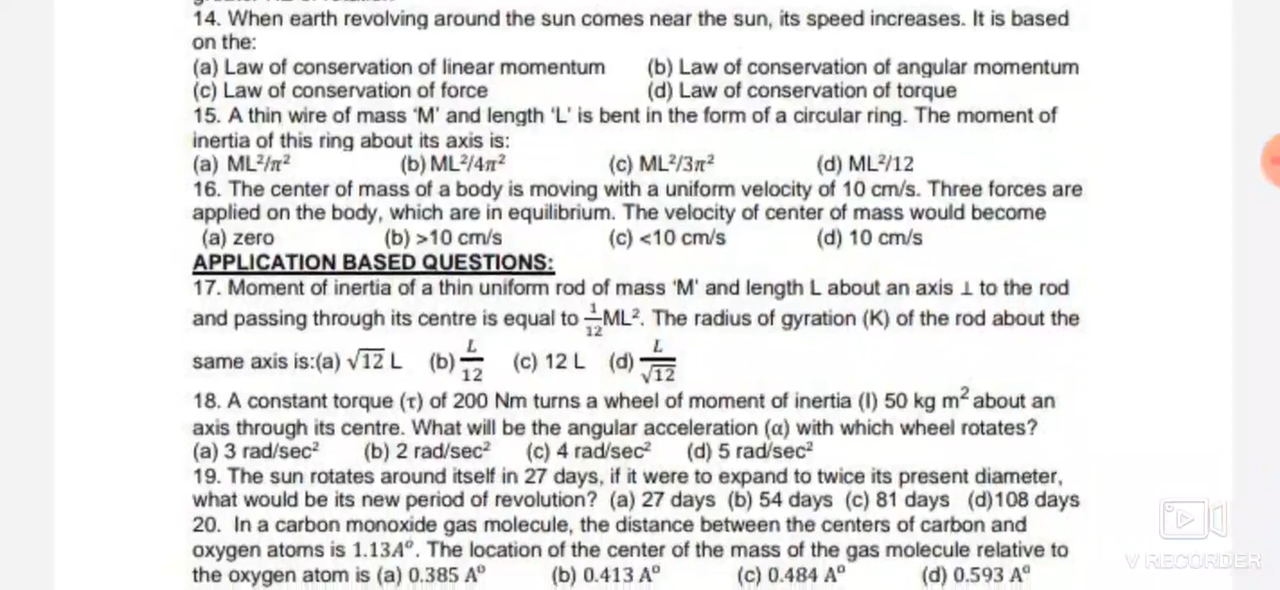 14. When earth revolving around the sun comes near the sun, its speed increases. It is based
on the:
(a) Law of conservation of linear momentum (b) Law of conservation of angular momentum
(c) Law of conservation of force (d) Law of conservation of torque
15. A thin wire of mass 'M' and length 'L' is bent in the form of a circular ring. The moment of
inertia of this ring about its axis is:
(a) ML²/π² (b) ML²/4π² (c) ML²/3π² (d) ML²/12
16. The center of mass of a body is moving with a uniform velocity of 10 cm/s. Three forces are
applied on the body, which are in equilibrium. The velocity of center of mass would become
(a) zero (b) >10 cm/s (c) <10 cm/s (d) 10 cm/s
APPLICATION BASED QUESTIONS:
17. Moment of inertia of a thin uniform rod of mass 'M' and length L about an axis ⊥ to the rod
and passing through its centre is equal to 1/12 ML². The radius of gyration (K) of the rod about the
same axis is:(a) √12 L (b) L/12 (c) 12 L (d) L/√12
18. A constant torque (τ) of 200 Nm turns a wheel of moment of inertia (I) 50 kg m² about an
axis through its centre. What will be the angular acceleration (α) with which wheel rotates?
(a) 3 rad/sec² (b) 2 rad/sec² (c) 4 rad/sec² (d) 5 rad/sec²
19. The sun rotates around itself in 27 days, if it were to expand to twice its present diameter,
what would be its new period of revolution? (a) 27 days (b) 54 days (c) 81 days (d)108 days
20. In a carbon monoxide gas molecule, the distance between the centers of carbon and
oxygen atoms is 1.13A°. The location of the center of the mass of the gas molecule relative to
the oxygen atom is (a) 0.385 A° (b) 0.413 A° (c) 0.484 A° (d) 0.593 A°
V RECORDER